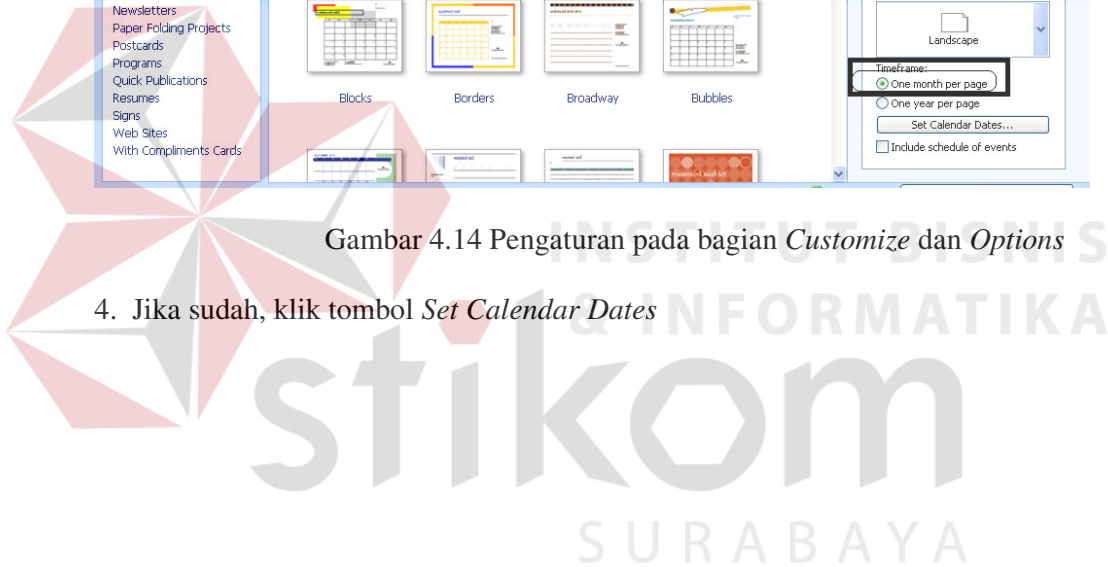 Newsletters
Paper Folding Projects
Postcards
Programs
Quick Publications
Resumes
Signs
Web Sites
With Compliments Cards
Blocks
Borders
Broadway
Bubbles
Landscape
Timeframe:
One month per page
One year per page
Set Calendar Dates...
Include schedule of events
Gambar 4.14 Pengaturan pada bagian Customize dan Options
4. Jika sudah, klik tombol Set Calendar Dates
INSTITUT BISNIS
& INFORMATIKA
stikom
SURABAYA